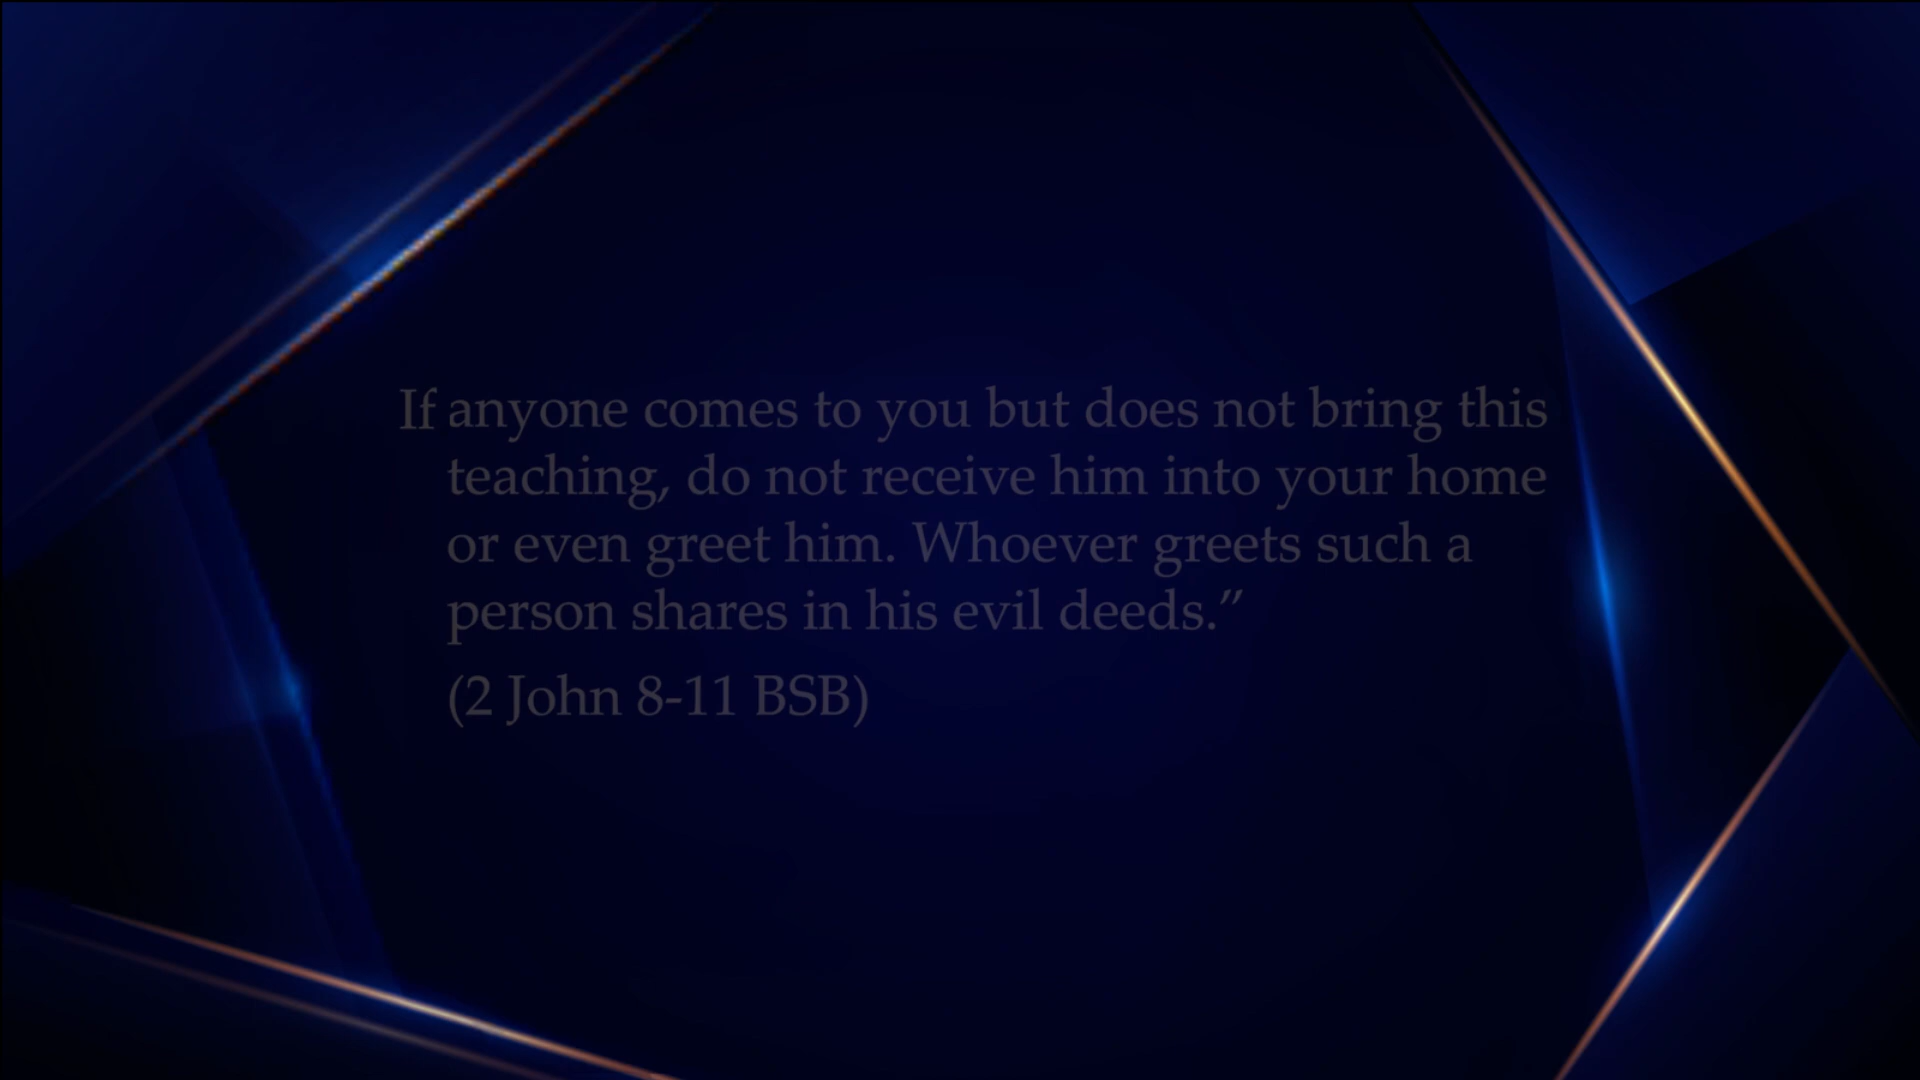 If anyone comes to you but does not bring this
teaching, do not receive him into your home
or even greet him. Whoever greets such a
person shares in his evil deeds.”
(2 John 8-11 BSB)